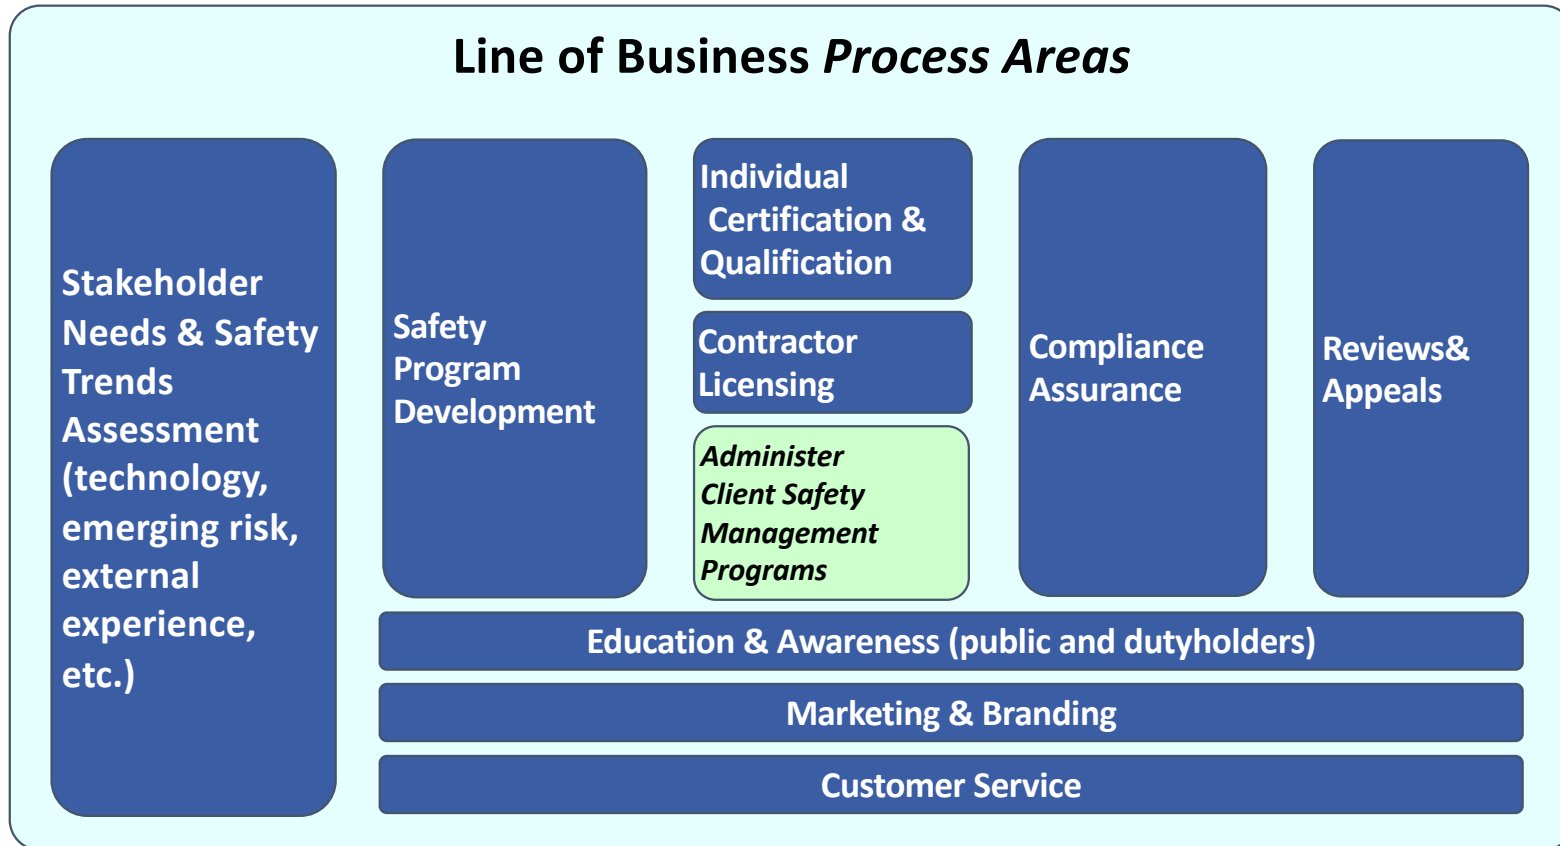 Line of Business Process Areas
Stakeholder
Needs & Safety
Trends
Assessment
(technology,
emerging risk,
external
experience,
etc.)
Safety
Program
Development
Individual
Certification &
Qualification
Contractor
Licensing
Administer
Client Safety
Management
Programs
Compliance
Assurance
Reviews&
Appeals
Education & Awareness (public and dutyholders)
Marketing & Branding
Customer Service